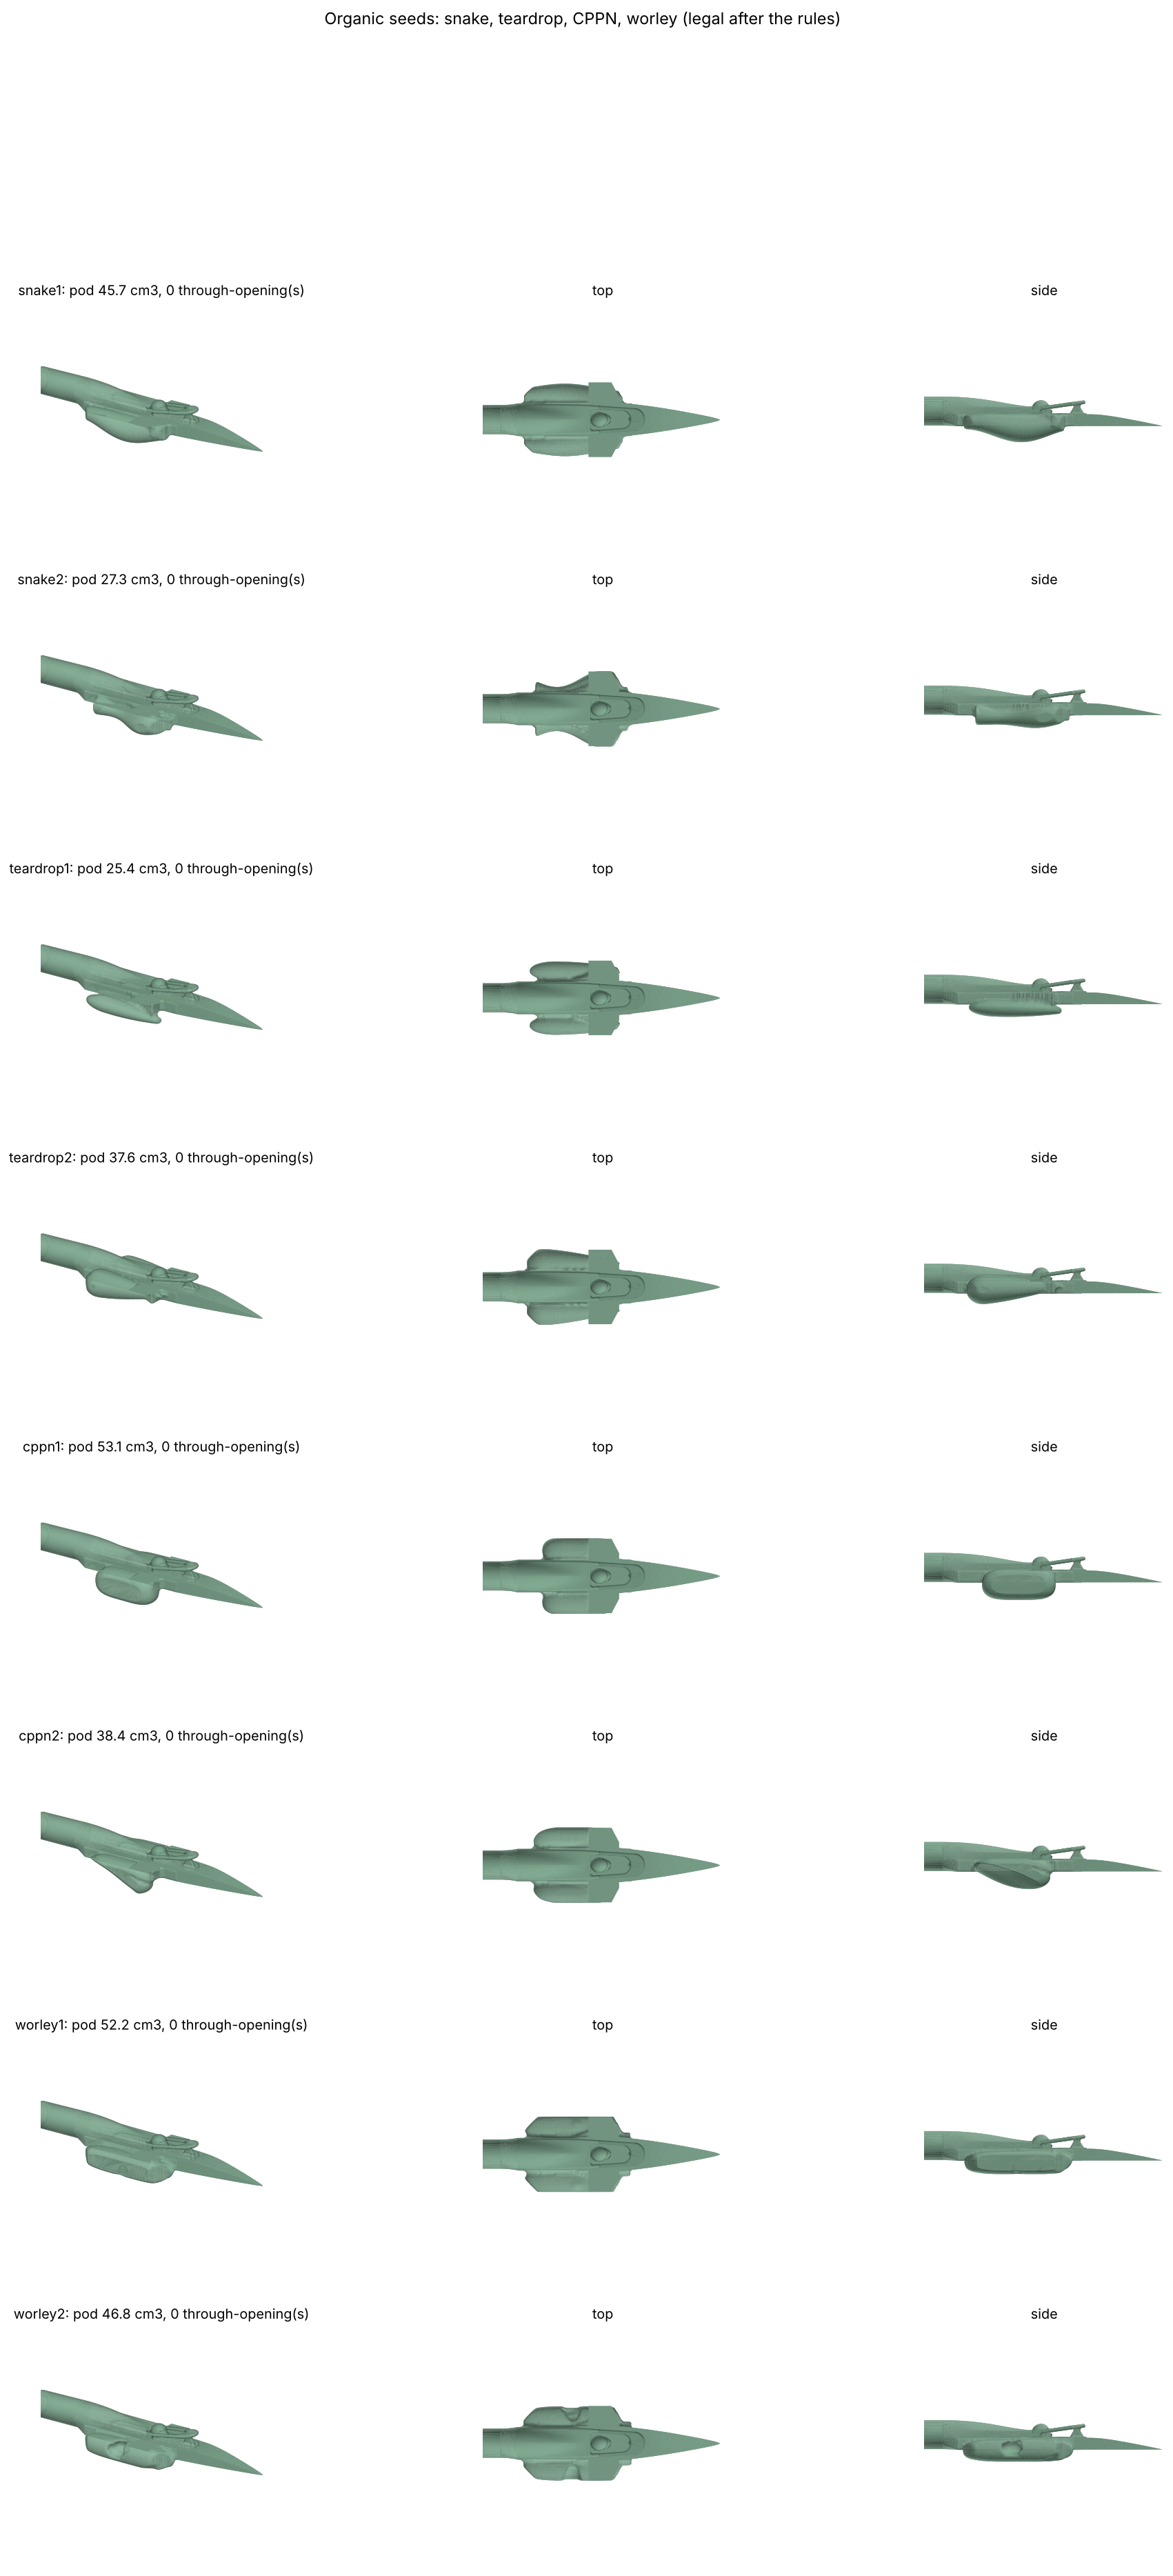 Organic seeds: snake, teardrop, CPPN, worley (legal after the rules)
snake1: pod 45.7 cm3, 0 through-opening(s)
top
side
snake2: pod 27.3 cm3, 0 through-opening(s)
top
side
teardrop1: pod 25.4 cm3, 0 through-opening(s)
top
side
teardrop2: pod 37.6 cm3, 0 through-opening(s)
top
side
cppn1: pod 53.1 cm3, 0 through-opening(s)
top
side
cppn2: pod 38.4 cm3, 0 through-opening(s)
top
side
worley1: pod 52.2 cm3, 0 through-opening(s)
top
side
worley2: pod 46.8 cm3, 0 through-opening(s)
top
side